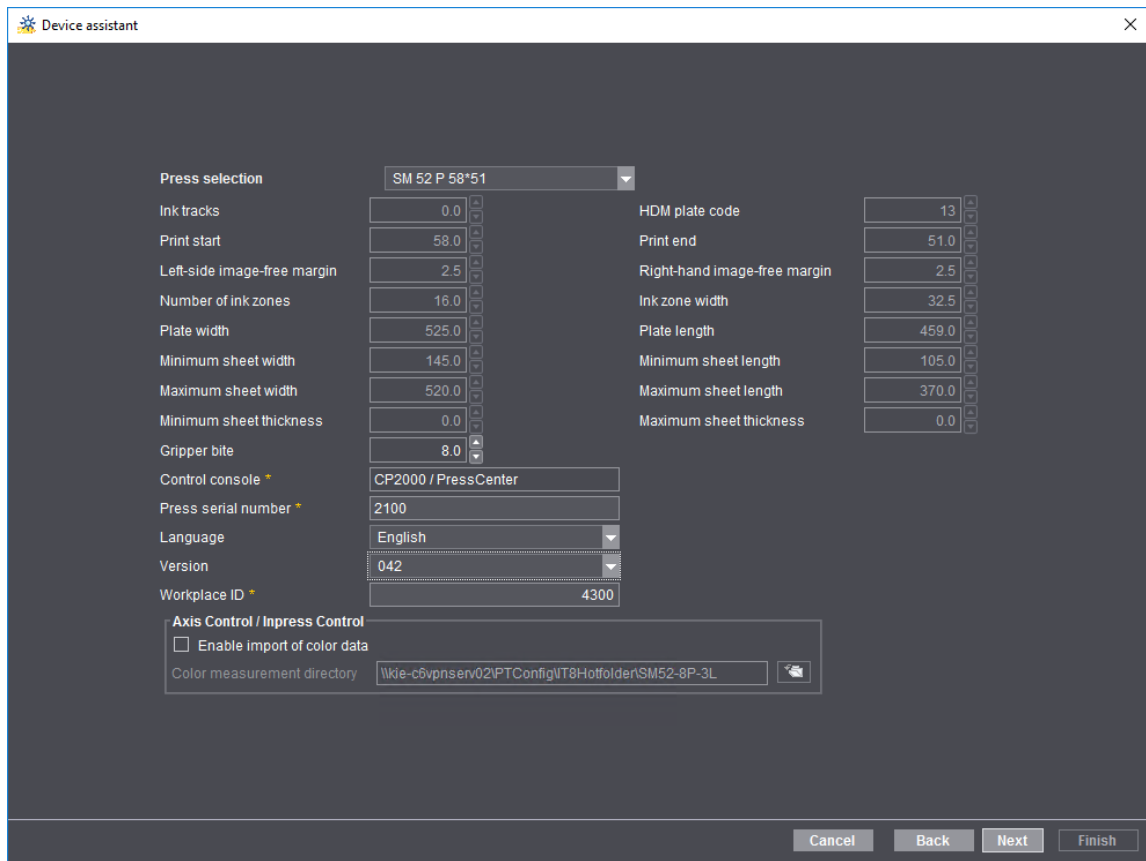 Device assistant
Press selection SM 52 P 58*51
Ink tracks 0.0 HDM plate code 13
Print start 58.0 Print end 51.0
Left-side image-free margin 2.5 Right-hand image-free margin 2.5
Number of ink zones 16.0 Ink zone width 32.5
Plate width 525.0 Plate length 459.0
Minimum sheet width 145.0 Minimum sheet length 105.0
Maximum sheet width 520.0 Maximum sheet length 370.0
Minimum sheet thickness 0.0 Maximum sheet thickness 0.0
Gripper bite 8.0
Control console * CP2000 / PressCenter
Press serial number * 2100
Language English
Version 042
Workplace ID * 4300
Axis Control / Inpress Control
Enable import of color data
Color measurement directory \\kie-c6vpnserv02\PTConfig\IT8Hotfolder\SM52-8P-3L
Cancel Back Next Finish